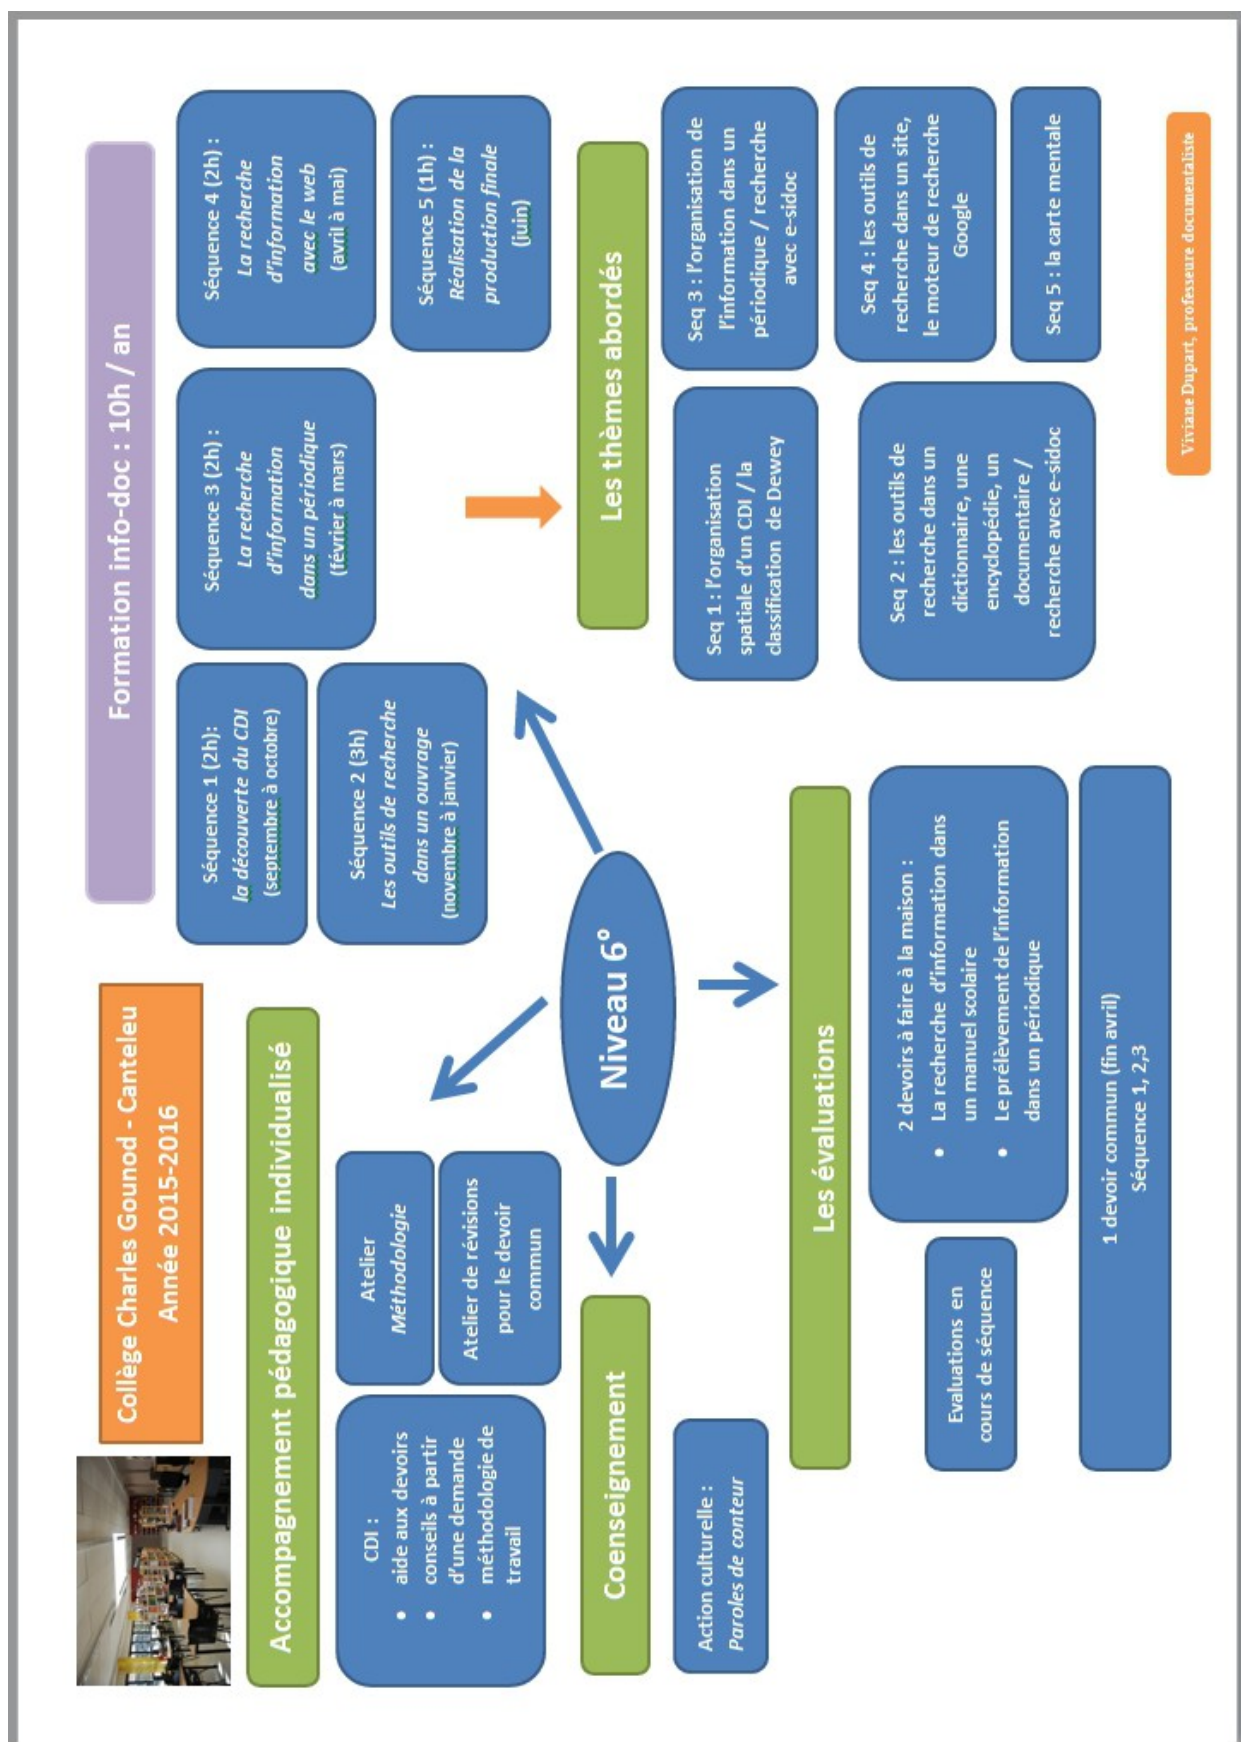 Collège Charles Gounod - Canteleu
Année 2015-2016
Formation info-doc : 10h / an
Séquence 1 (2h):
la découverte du CDI
(septembre à octobre)
Séquence 2 (3h)
Les outils de recherche
dans un ouvrage
(novembre à janvier)
Séquence 3 (2h) :
La recherche
d'information
dans un périodique
(février à mars)
Séquence 4 (2h) :
La recherche
d'information
avec le web
(avril à mai)
Séquence 5 (1h) :
Réalisation de la
production finale
(juin)
Accompagnement pédagogique individualisé
CDI :
• aide aux devoirs
• conseils à partir
d'une demande
• méthodologie de
travail
Atelier
Méthodologie
Atelier de révisions
pour le devoir
commun
Niveau 6°
Coenseignement
Action culturelle :
Paroles de conteur
Les thèmes abordés
Seq 1 : l'organisation
spatiale d'un CDI / la
classification de Dewey
Seq 2 : les outils de
recherche dans un
dictionnaire, une
encyclopédie, un
documentaire /
recherche avec e-sidoc
Seq 3 : l'organisation de
l'information dans un
périodique / recherche
avec e-sidoc
Seq 4 : les outils de
recherche dans un site,
le moteur de recherche
Google
Seq 5 : la carte mentale
Les évaluations
Evaluations en
cours de séquence
2 devoirs à faire à la maison :
• La recherche d'information dans
un manuel scolaire
• Le prélèvement de l'information
dans un périodique
1 devoir commun (fin avril)
Séquence 1, 2,3
Viviane Dupart, professeure documentaliste